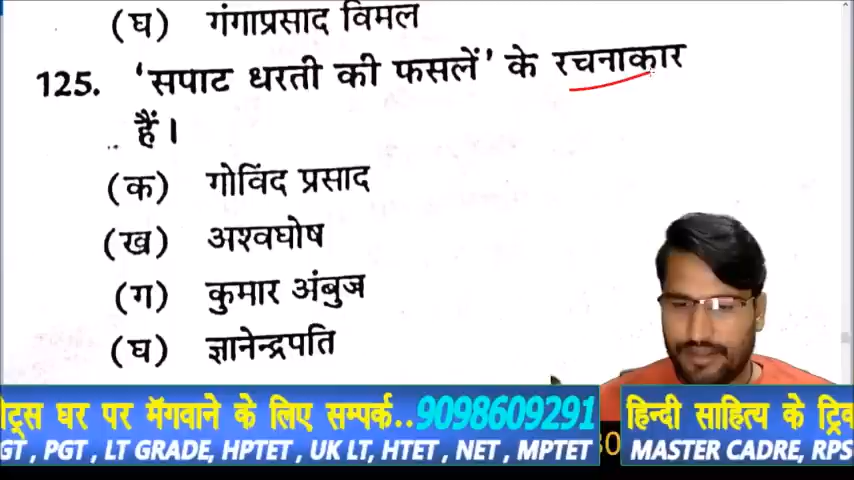 (घ) गंगाप्रसाद विमल
125. 'सपाट धरती की फसलें' के रचनाकार
हैं।
(क) गोविंद प्रसाद
(ख) अश्वघोष
(ग) कुमार अंबुज
(घ) ज्ञानेन्द्रपति
घर पर मॅगवाने के लिए सम्पर्क..9098609291
हिन्दी साहित्य के
GT , PGT , LT GRADE, HPTET , UK LT, HTET , NET , MPTET
MASTER CADRE, RPS